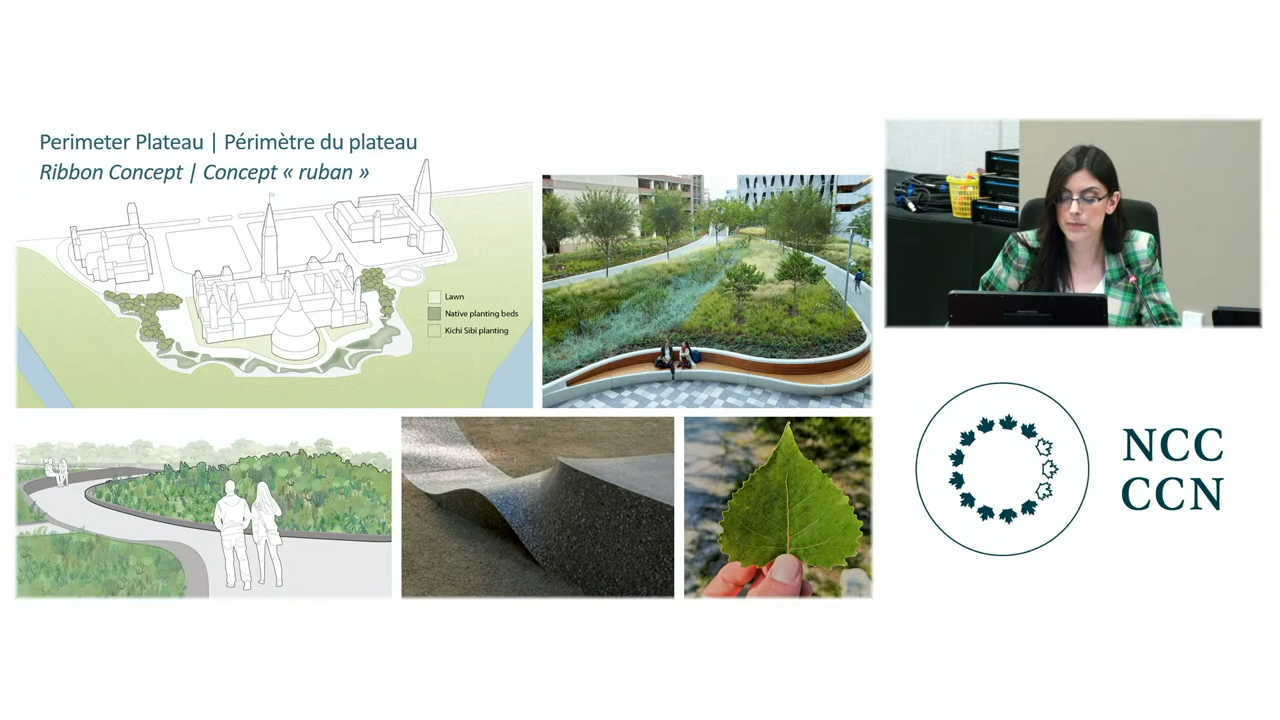 Perimeter Plateau | Périmètre du plateau
Ribbon Concept | Concept « ruban »
Lawn
Native planting beds
Kichi Sibi planting
NCC
CCN